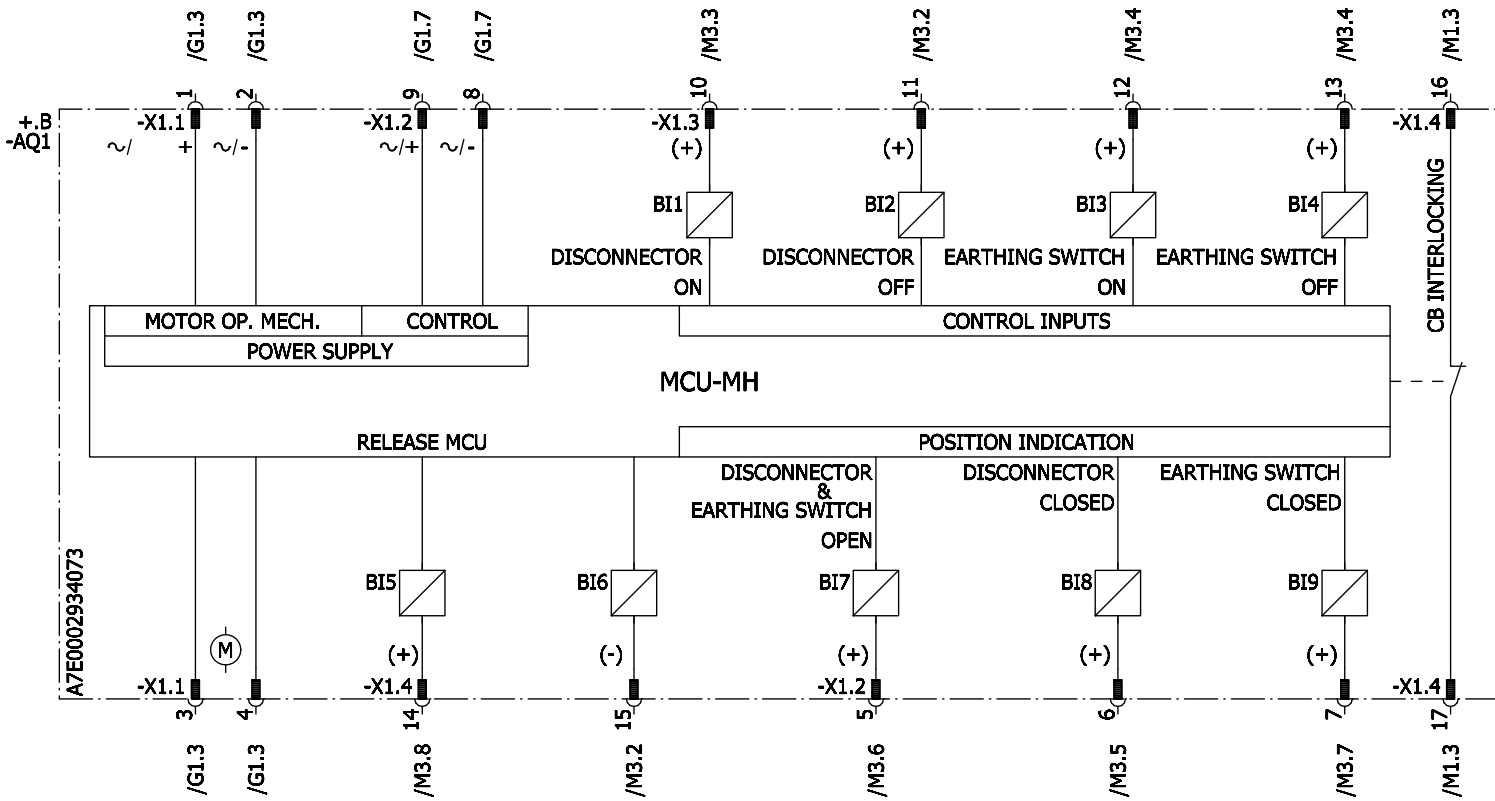 /G1.3 /G1.3 /G1.7 /G1.7 /M3.3 /M3.2 /M3.4 /M3.4 /M1.3
1 2 9 8 10 11 12 13 16
+.B -X1.1 -X1.2 -X1.3 -X1.4
-AQ1 ~/ + ~/- ~/+ ~/- (+) (+) (+) (+)
BI1 BI2 BI3 BI4
CB INTERLOCKING
DISCONNECTOR DISCONNECTOR EARTHING SWITCH EARTHING SWITCH
ON OFF ON OFF
MOTOR OP. MECH. CONTROL CONTROL INPUTS
POWER SUPPLY
MCU-MH
RELEASE MCU POSITION INDICATION
DISCONNECTOR DISCONNECTOR EARTHING SWITCH
& CLOSED CLOSED
EARTHING SWITCH
OPEN
A7E0002934073
BI5 BI6 BI7 BI8 BI9
M (+) (-) (+) (+) (+)
-X1.1 -X1.4 -X1.2 -X1.4
3 4 14 15 5 6 7 17
/G1.3 /G1.3 /M3.8 /M3.2 /M3.6 /M3.5 /M3.7 /M1.3